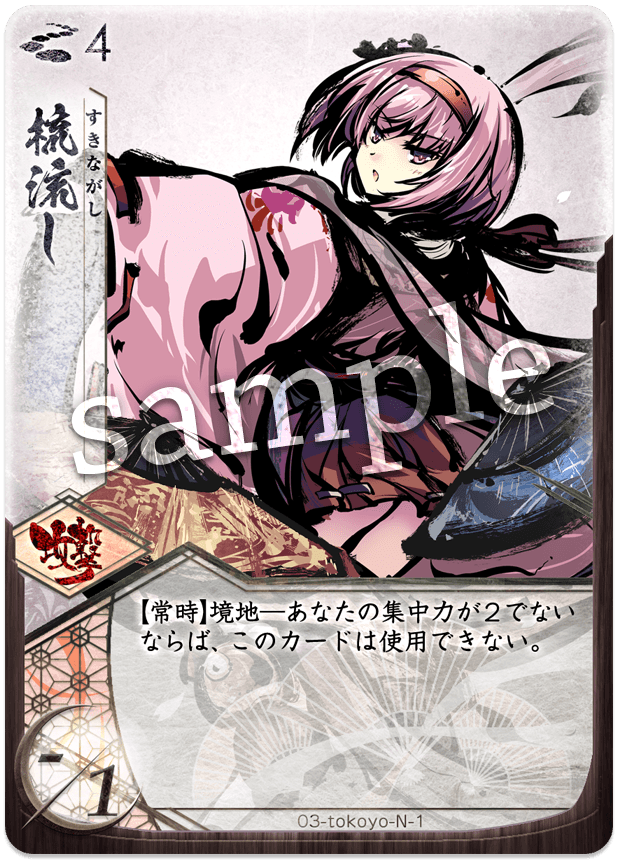 4
すきながし
梳流し
sample
攻撃
【常時】境地―あなたの集中力が2でない
ならば、このカードは使用できない。
-/1
03-tokoyo-N-1